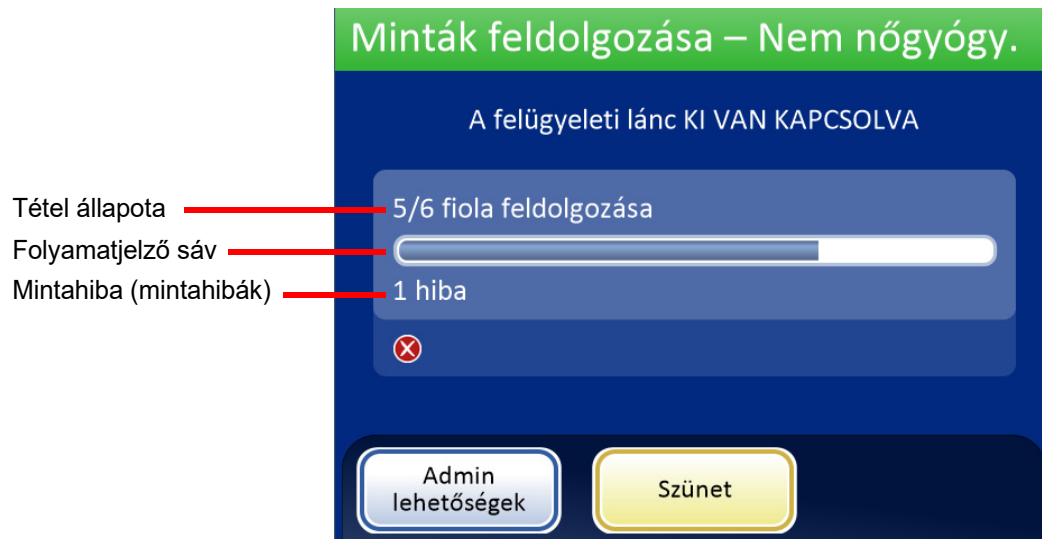 Minták feldolgozása – Nem nőgyógy.
A felügyeleti lánc KI VAN KAPCSOLVA
Tétel állapota
5/6 fiola feldolgozása
Folyamatjelző sáv
Mintahiba (mintahibák)
1 hiba
Admin
lehetőségek
Szünet